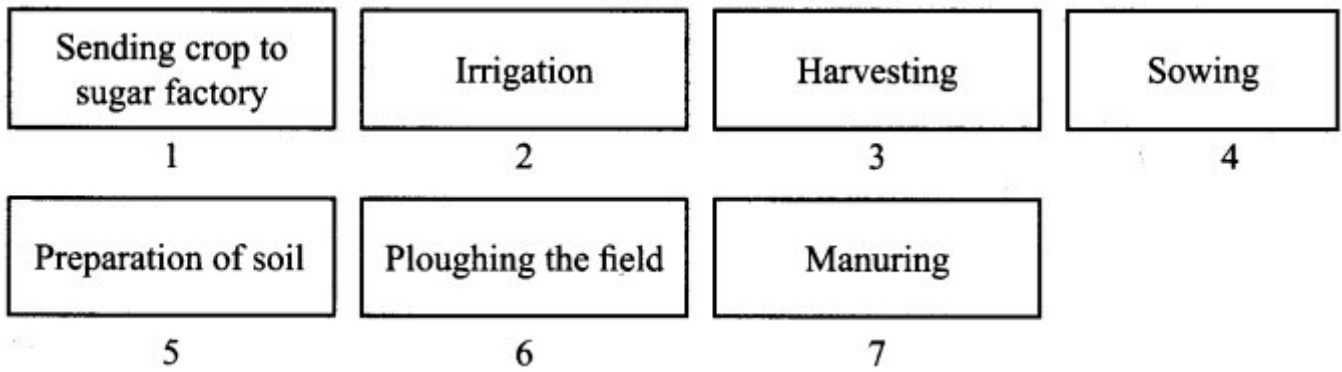 Sending crop to
sugar factory
Irrigation
Harvesting
Sowing
1
2
3
4
Preparation of soil
Ploughing the field
Manuring
5
6
7